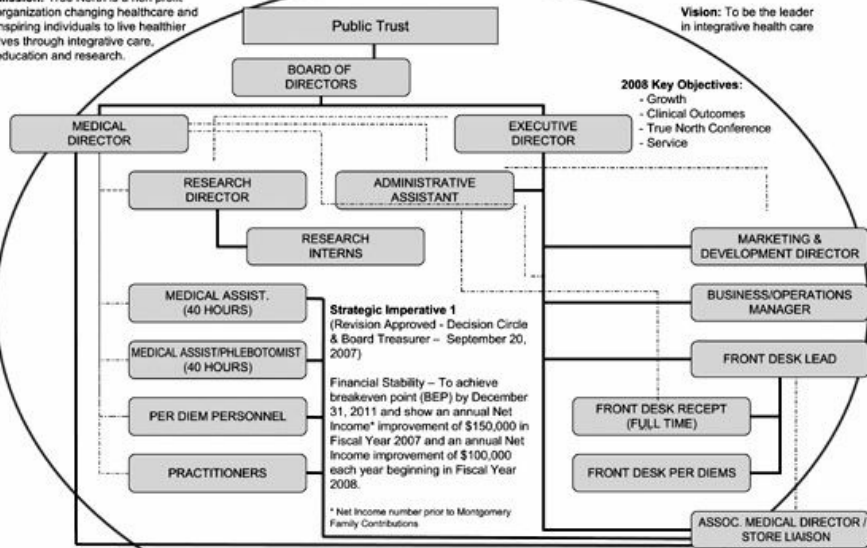 organization changing healthcare and
inspiring individuals to live healthier
lives through integrative care,
education and research.
Vision: To be the leader
in integrative health care
Public Trust
BOARD OF
DIRECTORS
2008 Key Objectives:
- Growth
- Clinical Outcomes
- True North Conference
- Service
MEDICAL
DIRECTOR
EXECUTIVE
DIRECTOR
RESEARCH
DIRECTOR
ADMINISTRATIVE
ASSISTANT
RESEARCH
INTERNS
MARKETING &
DEVELOPMENT DIRECTOR
MEDICAL ASSIST.
(40 HOURS)
BUSINESS/OPERATIONS
MANAGER
MEDICAL ASSIST/PHLEBOTOMIST
(40 HOURS)
FRONT DESK LEAD
PER DIEM PERSONNEL
FRONT DESK RECEPT
(FULL TIME)
PRACTITIONERS
FRONT DESK PER DIEMS
Strategic Imperative 1
(Revision Approved - Decision Circle
& Board Treasurer – September 20,
2007)
Financial Stability – To achieve
breakeven point (BEP) by December
31, 2011 and show an annual Net
Income* improvement of $150,000 in
Fiscal Year 2007 and an annual Net
Income improvement of $100,000
each year beginning in Fiscal Year
2008.
* Net Income number prior to Montgomery
Family Contributions
ASSOC. MEDICAL DIRECTOR /
STORE LIAISON